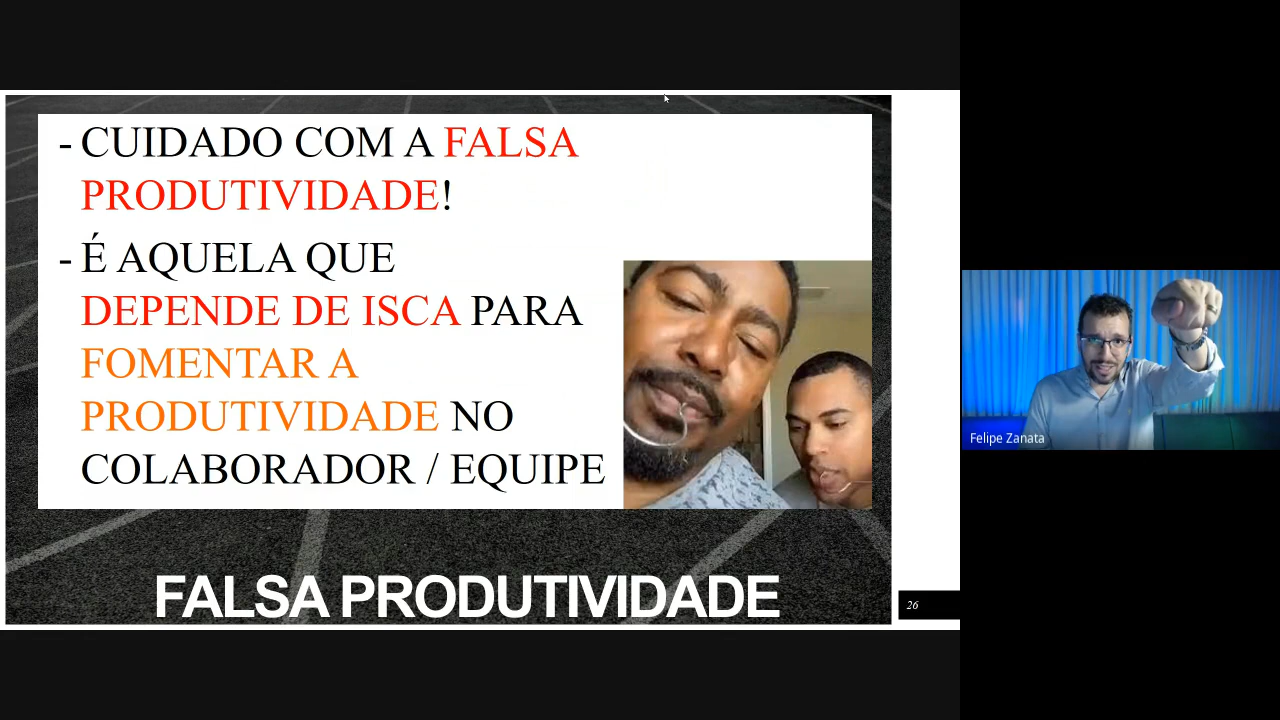 - CUIDADO COM A FALSA
PRODUTIVIDADE!
- É AQUELA QUE
DEPENDE DE ISCA PARA
FOMENTAR A
PRODUTIVIDADE NO
COLABORADOR / EQUIPE
FALSA PRODUTIVIDADE
26
Felipe Zanata